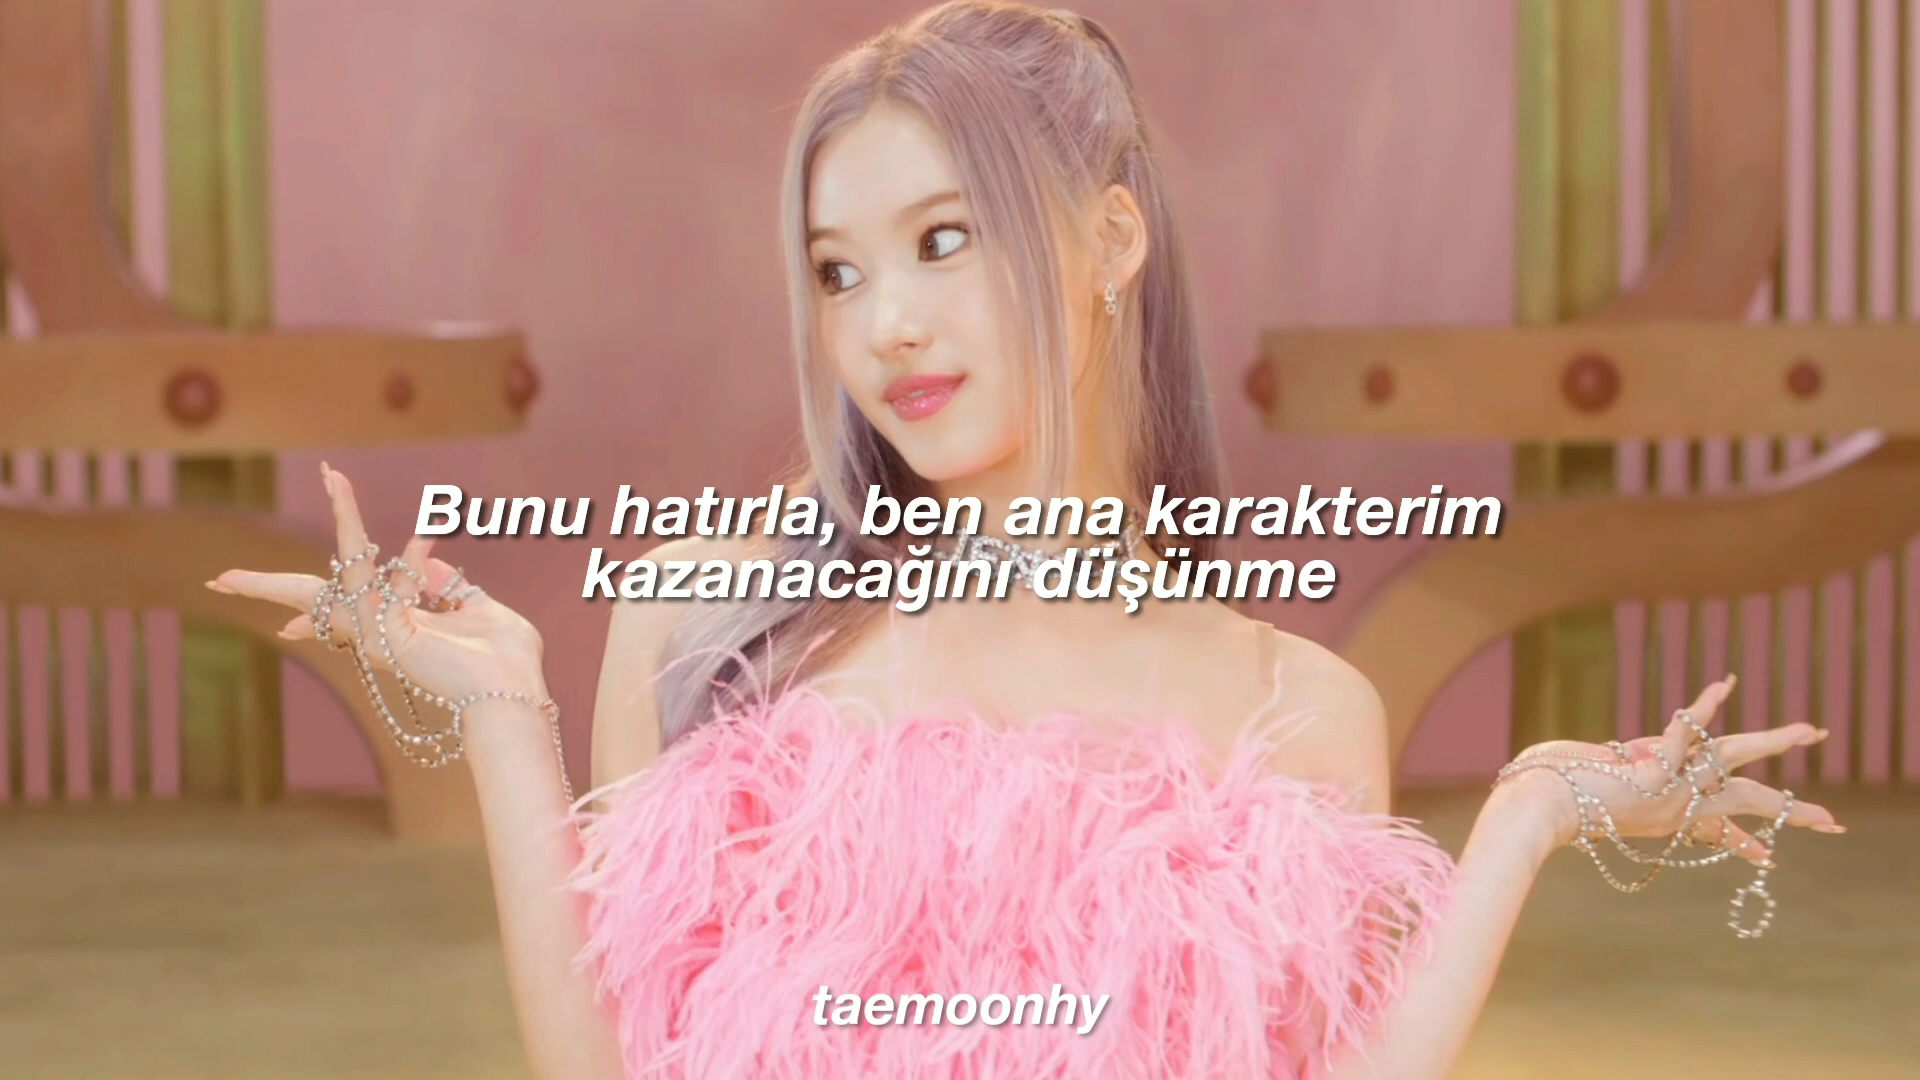 Bunu hatırla, ben ana karakterim
kazanacağını düşünme
taemoonhy